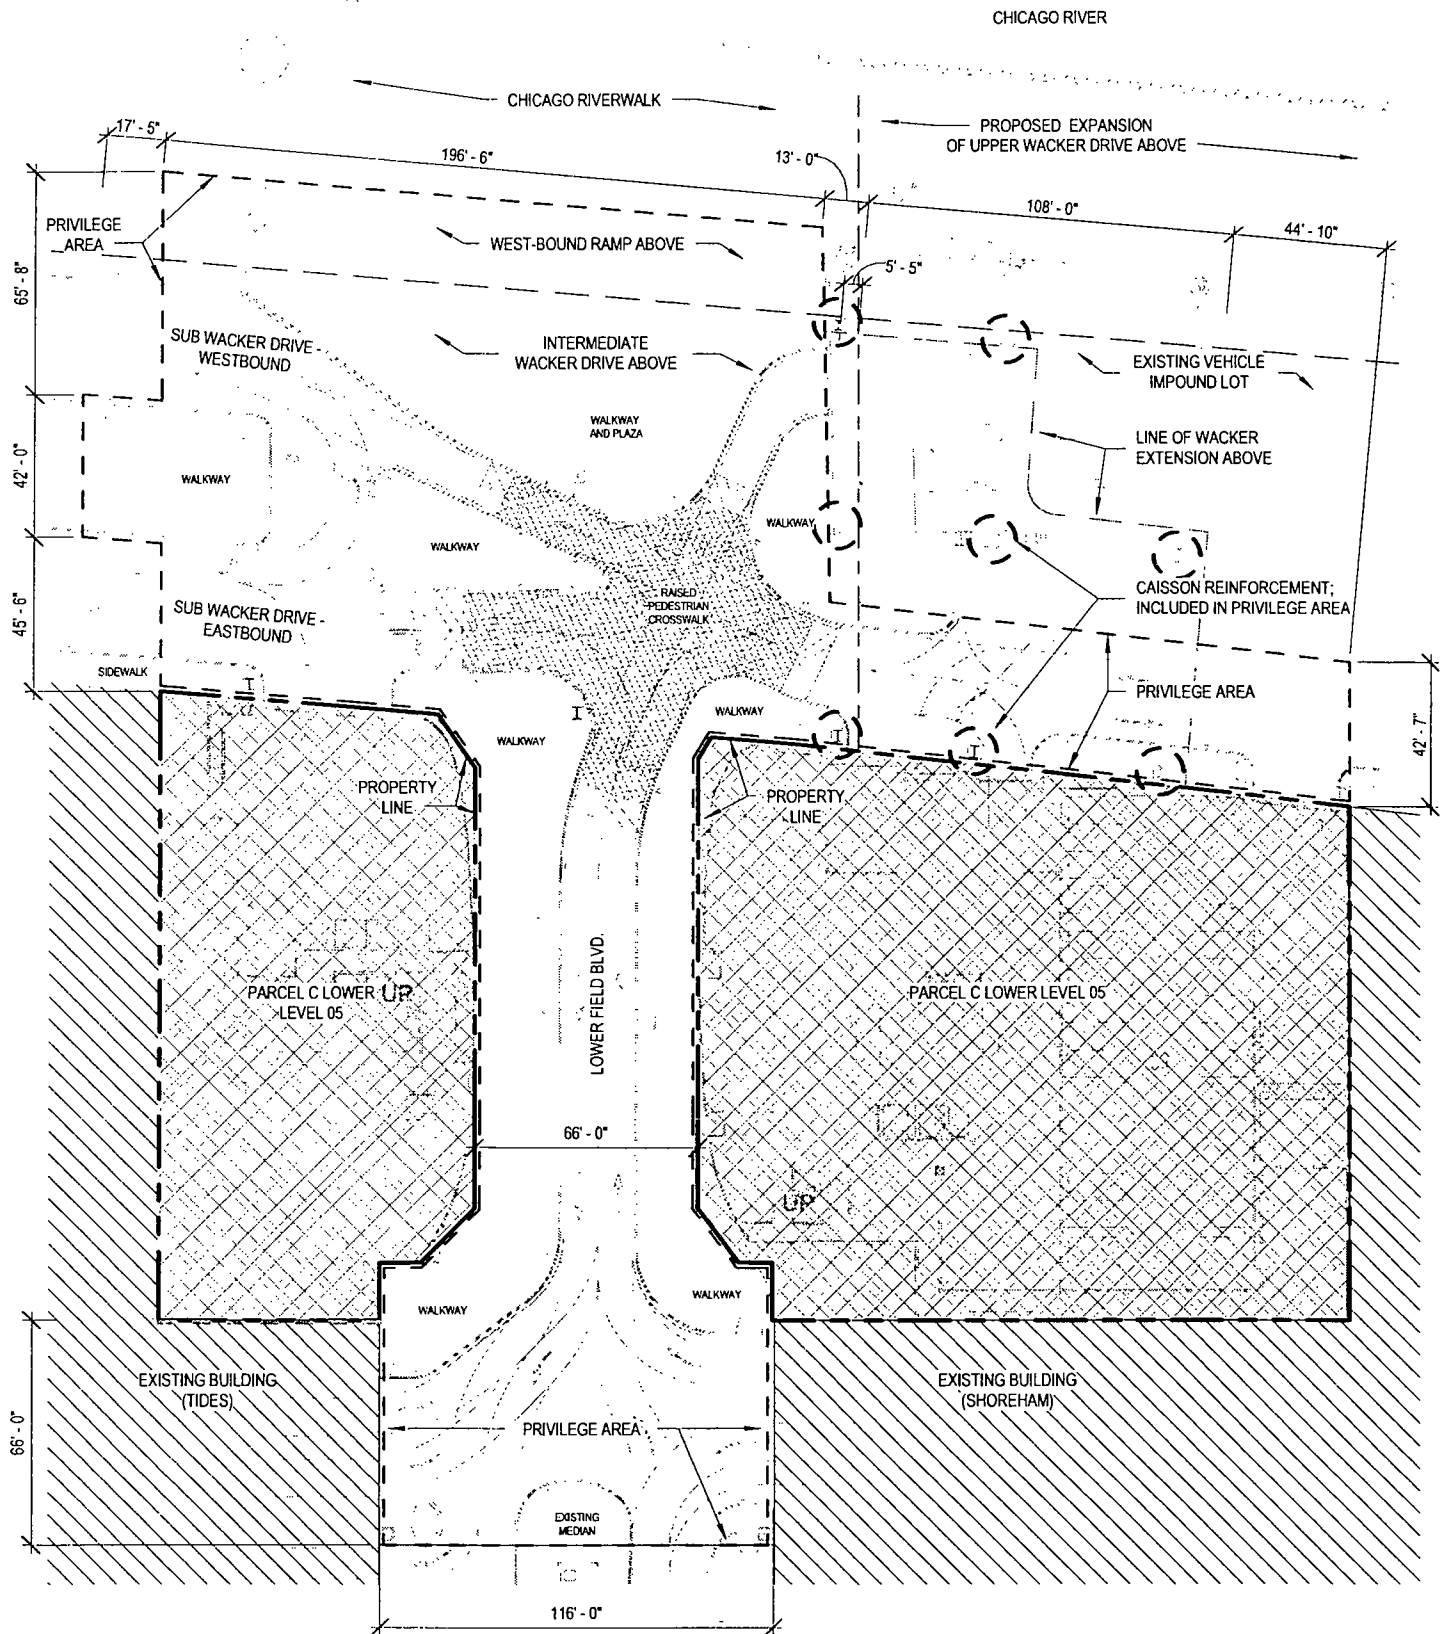 CHICAGO RIVER
CHICAGO RIVERWALK
PROPOSED EXPANSION
OF UPPER WACKER DRIVE ABOVE
17' - 5"
196' - 6"
13' - 0"
108' - 0"
44' - 10"
PRIVILEGE
AREA
WEST-BOUND RAMP ABOVE
5' - 5"
65' - 8"
SUB WACKER DRIVE -
WESTBOUND
INTERMEDIATE
WACKER DRIVE ABOVE
EXISTING VEHICLE
IMPOUND LOT
WALKWAY
AND PLAZA
LINE OF WACKER
EXTENSION ABOVE
42' - 0"
WALKWAY
WALKWAY
WALKWAY
CAISSON REINFORCEMENT;
INCLUDED IN PRIVILEGE AREA
RAISED
PEDESTRIAN
CROSSWALK
45' - 6"
SUB WACKER DRIVE -
EASTBOUND
SIDEWALK
PRIVILEGE AREA
42' - 7"
WALKWAY
WALKWAY
PROPERTY
LINE
PROPERTY
LINE
LOWER FIELD BLVD.
PARCEL C LOWER UP
LEVEL 05
PARCEL C LOWER LEVEL 05
66' - 0"
UP
WALKWAY
WALKWAY
EXISTING BUILDING
(TIDES)
EXISTING BUILDING
(SHOREHAM)
66' - 0"
PRIVILEGE AREA
EXISTING
MEDIAN
116' - 0"